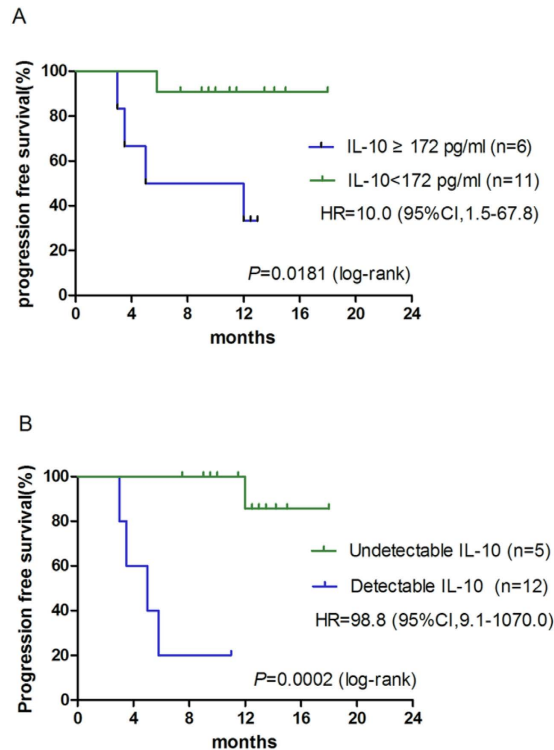 A
progression free survival(%)
100
80
60
40
20
0
0 4 8 12 16 20 24
months
IL-10 ≥ 172 pg/ml (n=6)
IL-10<172 pg/ml (n=11)
HR=10.0 (95%CI,1.5-67.8)
P=0.0181 (log-rank)
B
Progression free survival(%)
100
80
60
40
20
0
0 4 8 12 16 20 24
months
Undetectable IL-10 (n=5)
Detectable IL-10 (n=12)
HR=98.8 (95%CI,9.1-1070.0)
P=0.0002 (log-rank)